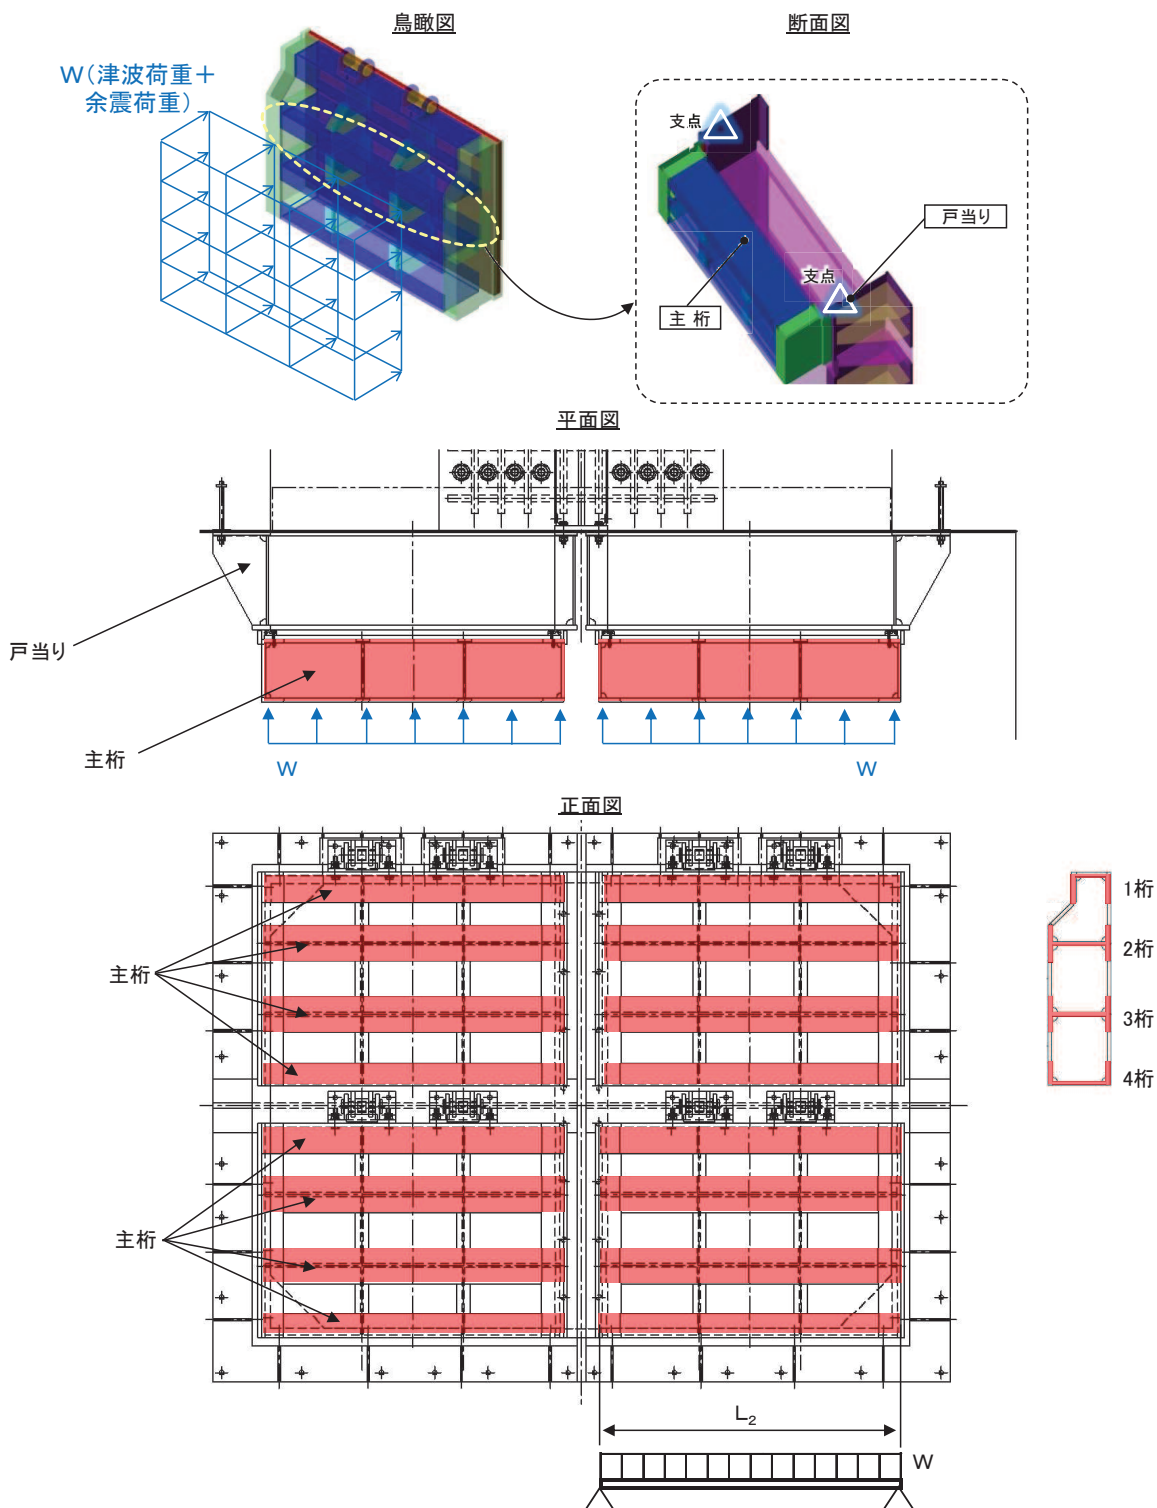 鳥瞰図
断面図
W(津波荷重+
余震荷重)
支点
戸当り
支点
主 桁
平面図
戸当り
主桁
W
W
正面図
1桁
2桁
主桁
3桁
4桁
主桁
L₂
W